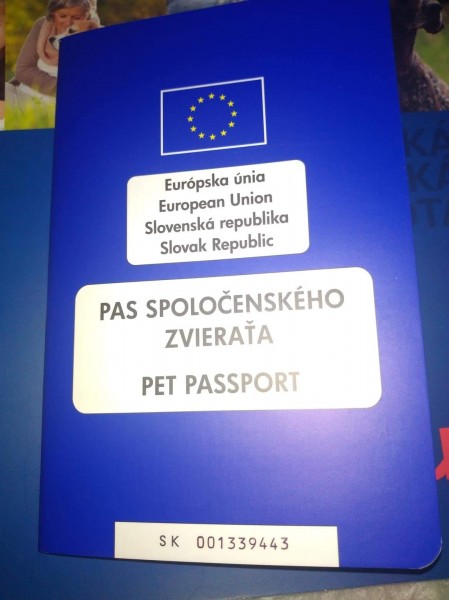 Európska únia
European Union
Slovenská republika
Slovak Republic
PAS SPOLOČENSKÉHO
ZVIERAŤA
PET PASSPORT
SK 001339443